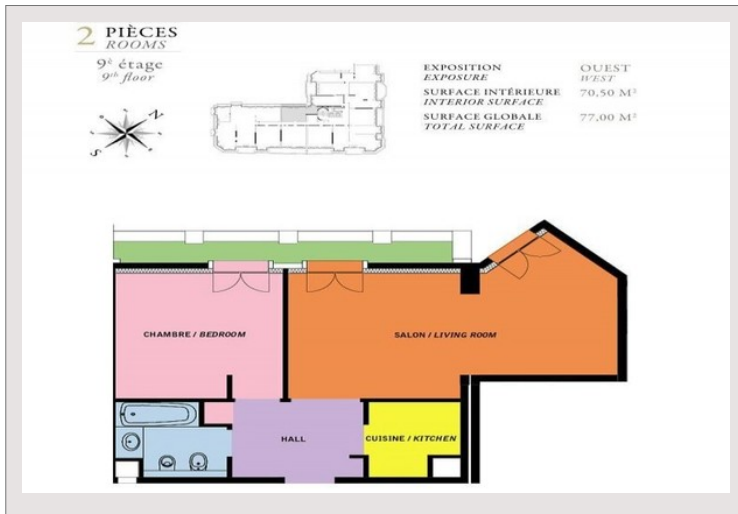 2 PIÈCES
ROOMS
9è étage
9th floor
N
S
EXPOSITION OUEST
EXPOSURE WEST
SURFACE INTÉRIEURE 70,50 M²
INTERIOR SURFACE
SURFACE GLOBALE 77,00 M²
TOTAL SURFACE
CHAMBRE / BEDROOM
SALON / LIVING ROOM
HALL
CUISINE / KITCHEN